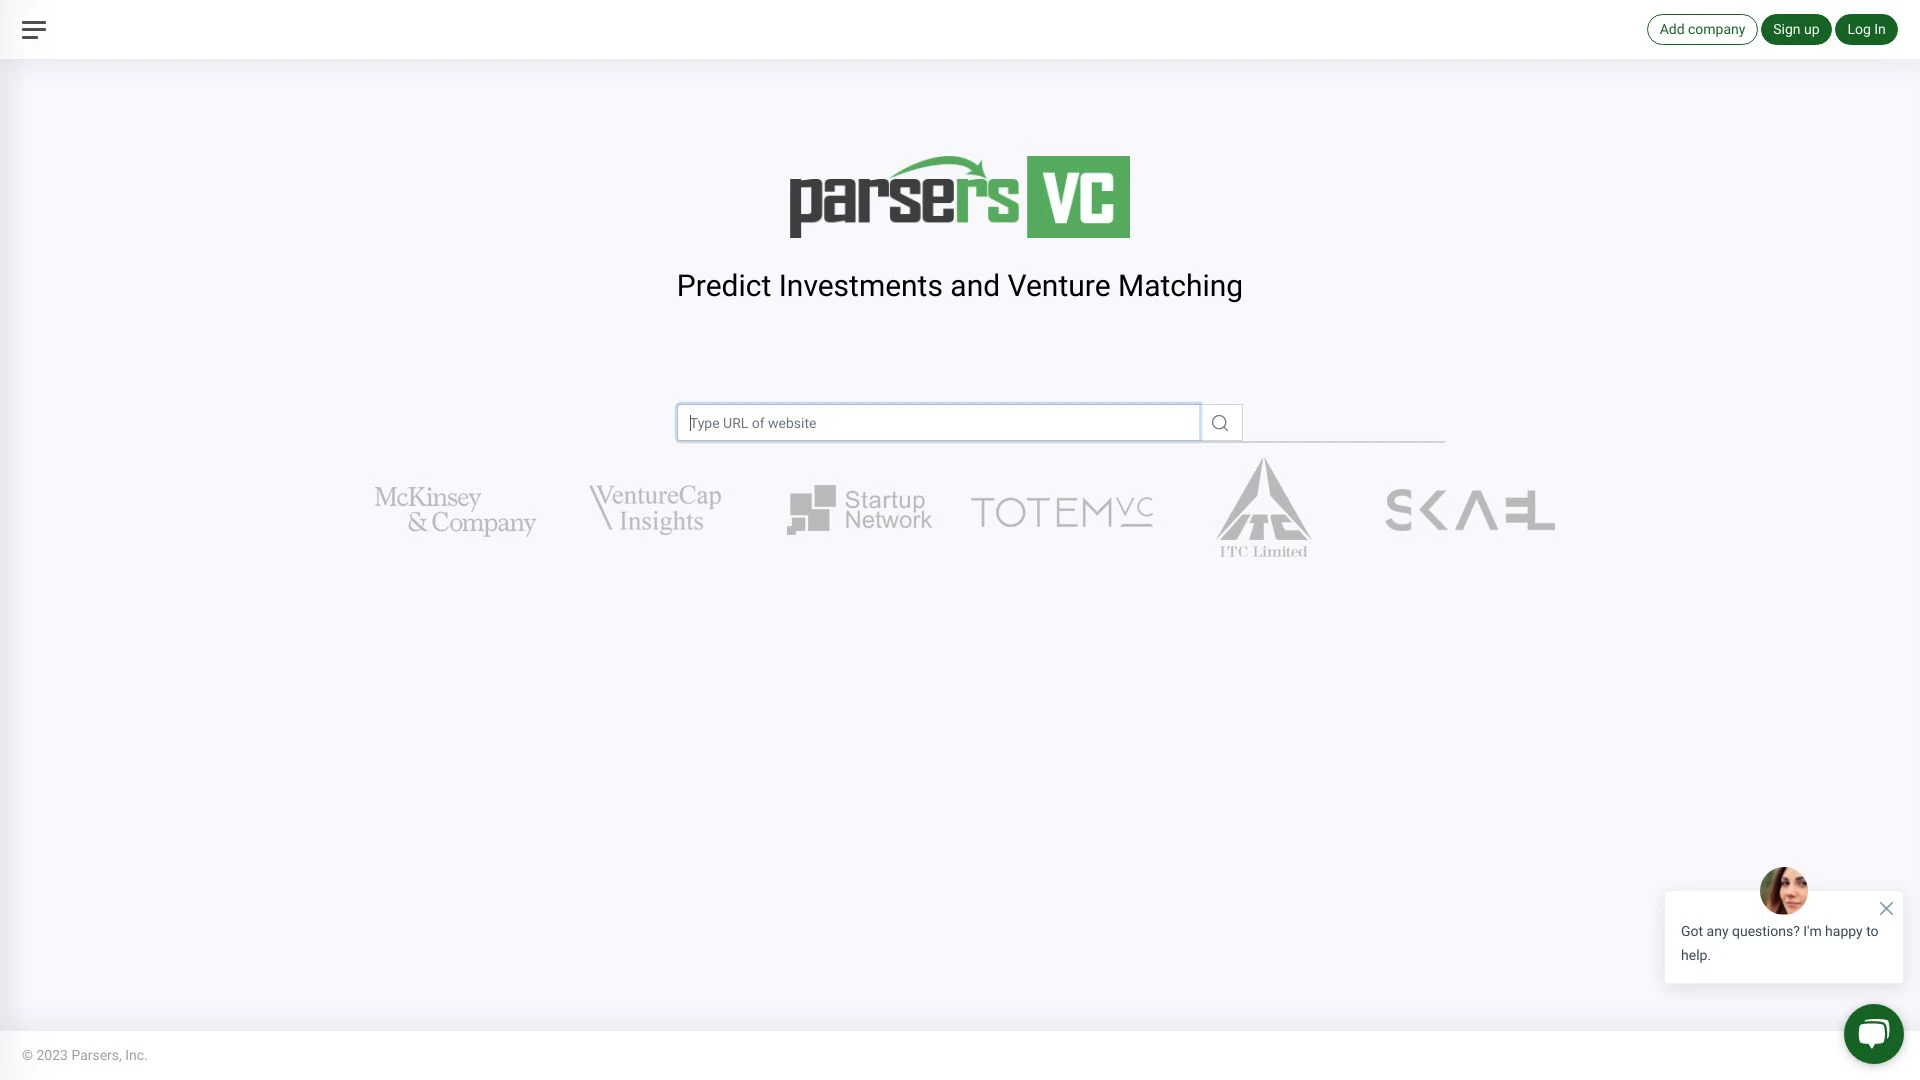 Add company
Sign up
Log In
parsers VC
Predict Investments and Venture Matching
Type URL of website
McKinsey
& Company
VentureCap
Insights
Startup
Network
TOTEMVC
ITC
ITC Limited
SKAEL
Got any questions? I'm happy to
help.
© 2023 Parsers, Inc.